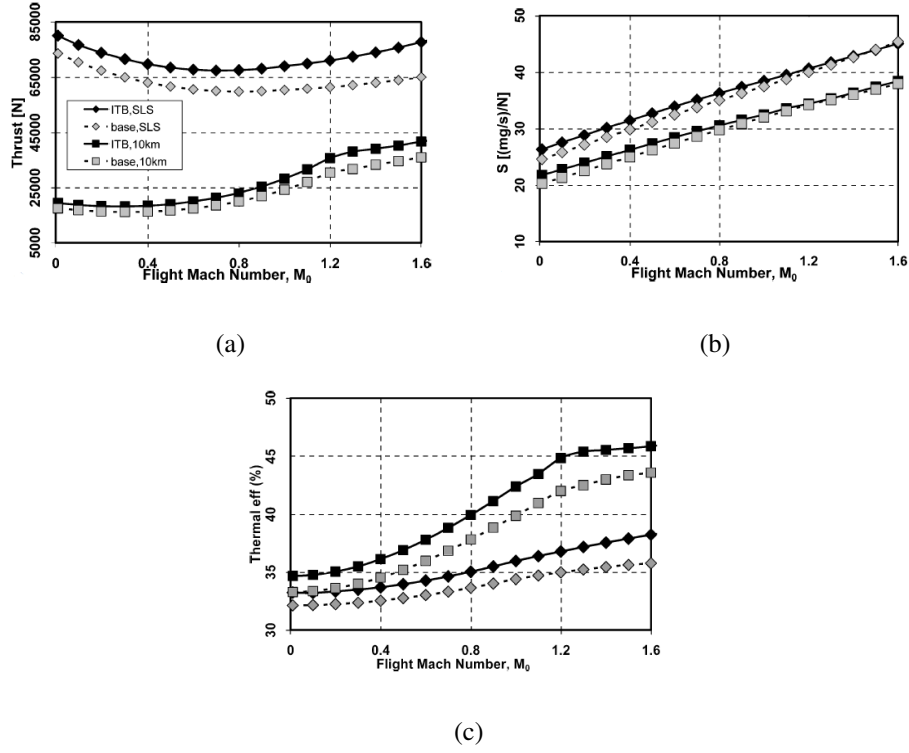 85000
65000
45000
25000
5000
Thrust [N]
ITB,SLS
base,SLS
ITB,10km
base,10km
0 0.4 0.8 1.2 1.6
Flight Mach Number, M0
(a)
50
40
30
20
10
S [(mg/s)/N]
0 0.4 0.8 1.2 1.6
Flight Mach Number, M0
(b)
50
45
40
35
30
Thermal eff (%)
0 0.4 0.8 1.2 1.6
Flight Mach Number, M0
(c)